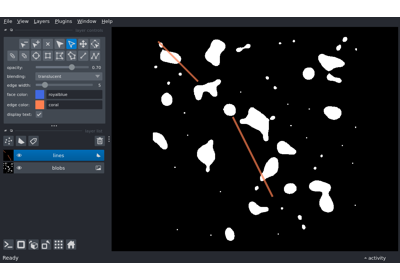 File View Layers Plugins Window Help
opacity: 0.70
blending: translucent
edge width: 5
face color: royalblue
edge color: coral
display text: ✓
lines
blobs
Ready
activity